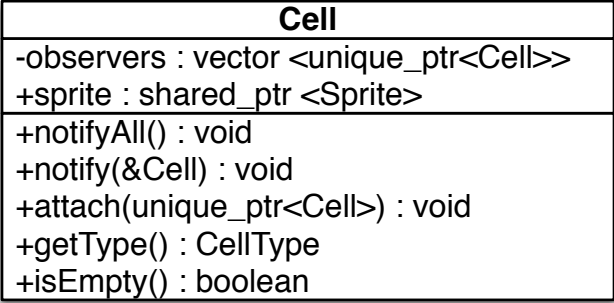 Cell
-observers : vector <unique_ptr<Cell>>
+sprite : shared_ptr <Sprite>
+notifyAll() : void
+notify(&Cell) : void
+attach(unique_ptr<Cell>) : void
+getType() : CellType
+isEmpty() : boolean